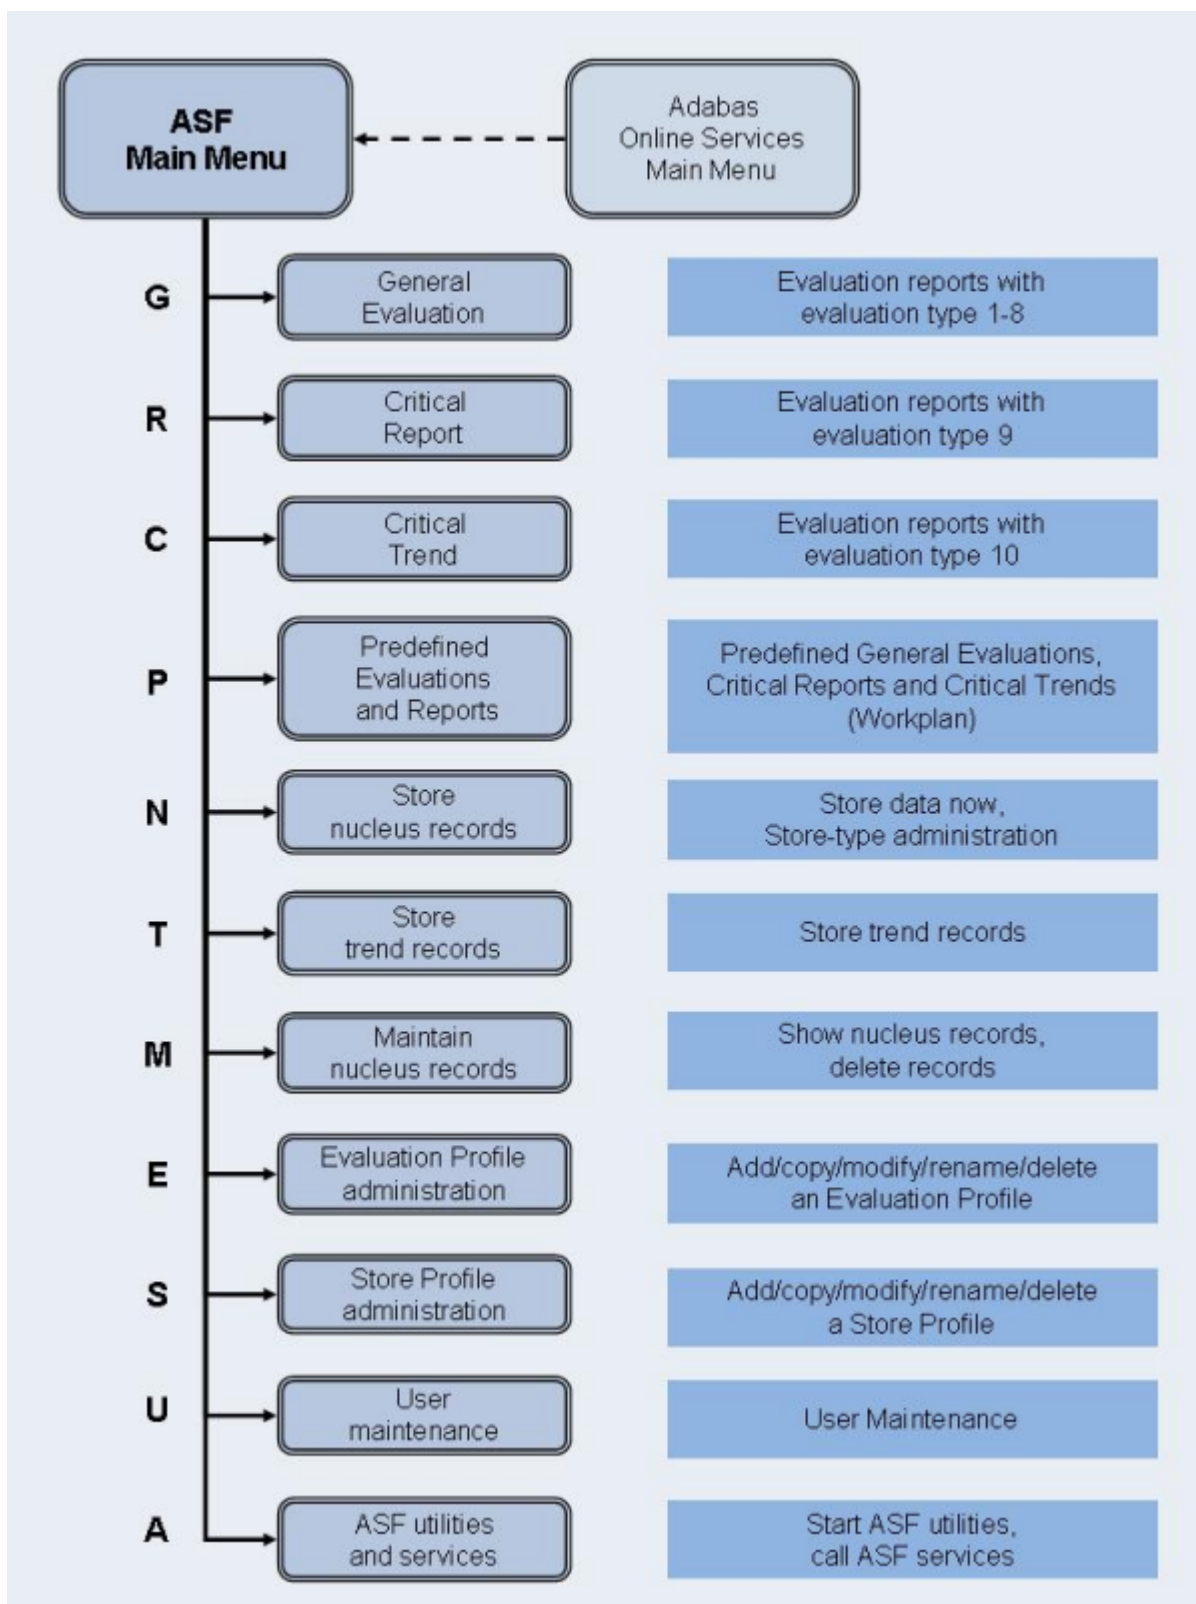 ASF
Main Menu
Adabas
Online Services
Main Menu
G
General
Evaluation
Evaluation reports with
evaluation type 1-8
R
Critical
Report
Evaluation reports with
evaluation type 9
C
Critical
Trend
Evaluation reports with
evaluation type 10
P
Predefined
Evaluations
and Reports
Predefined General Evaluations,
Critical Reports and Critical Trends
(Workplan)
N
Store
nucleus records
Store data now,
Store-type administration
T
Store
trend records
Store trend records
M
Maintain
nucleus records
Show nucleus records,
delete records
E
Evaluation Profile
administration
Add/copy/modify/rename/delete
an Evaluation Profile
S
Store Profile
administration
Add/copy/modify/rename/delete
a Store Profile
U
User
maintenance
User Maintenance
A
ASF utilities
and services
Start ASF utilities,
call ASF services